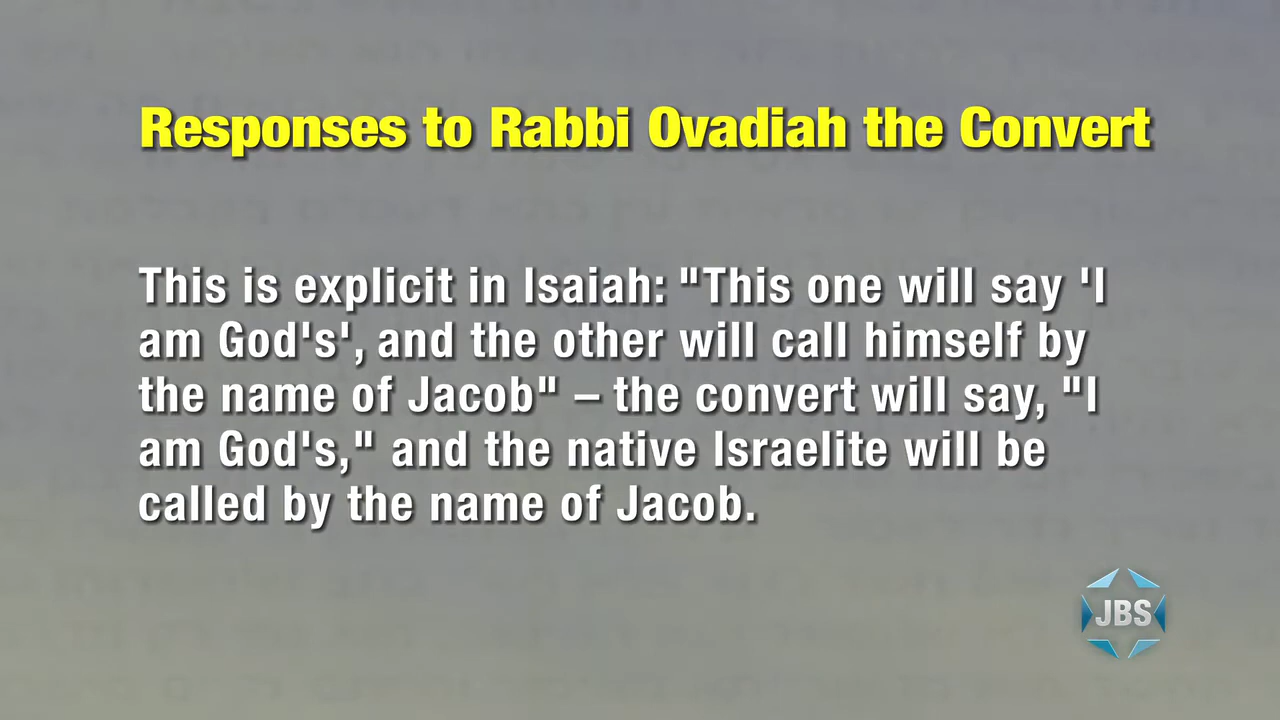 Responses to Rabbi Ovadiah the Convert
This is explicit in Isaiah: "This one will say 'I
am God's', and the other will call himself by
the name of Jacob" – the convert will say, "I
am God's," and the native Israelite will be
called by the name of Jacob.
JBS